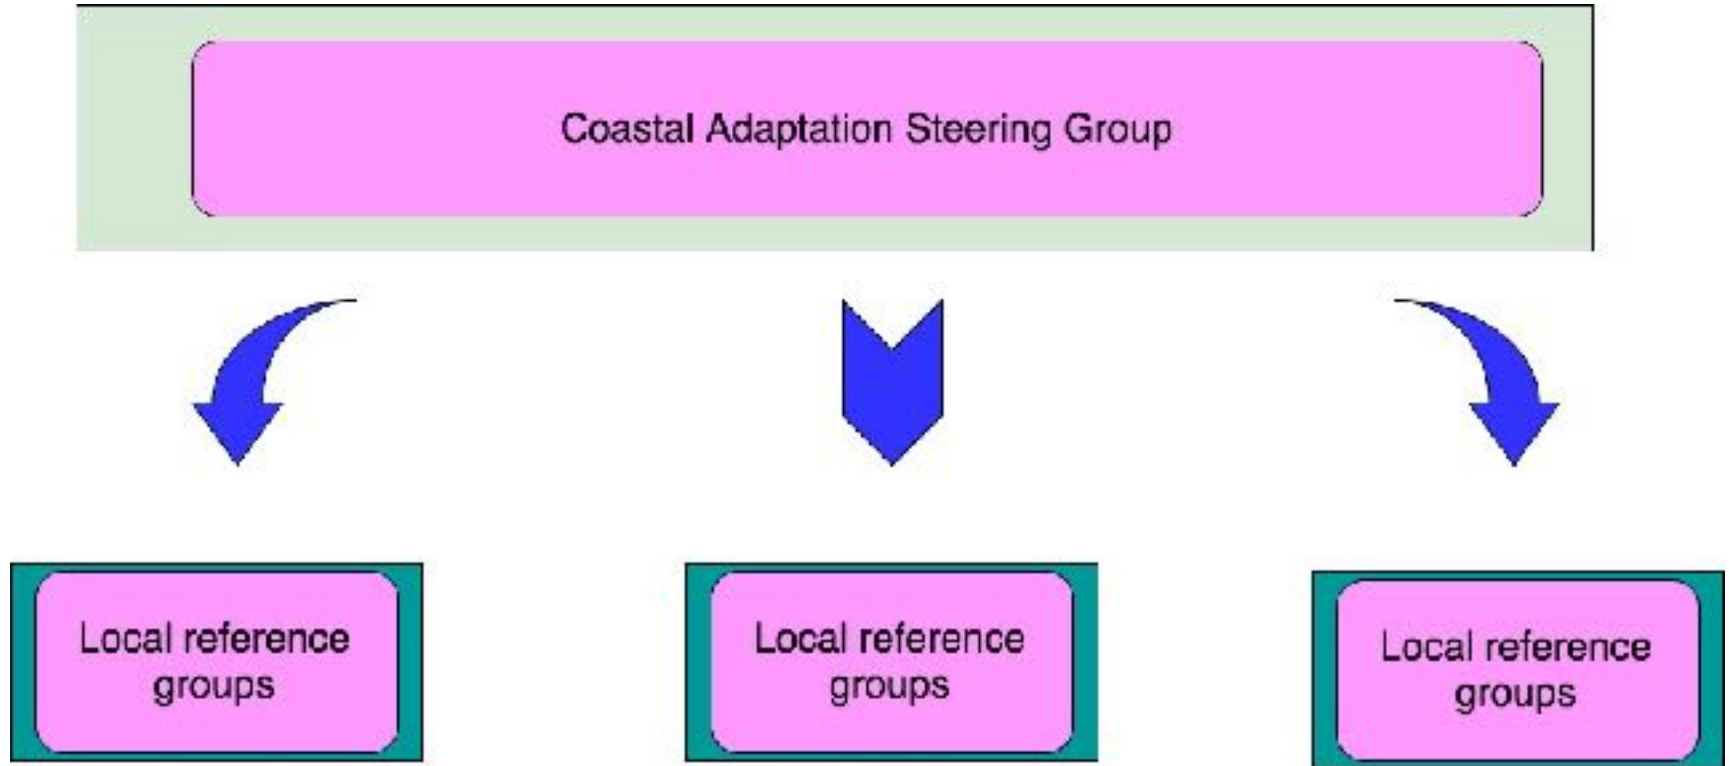 Coastal Adaptation Steering Group
Local reference
groups
Local reference
groups
Local reference
groups